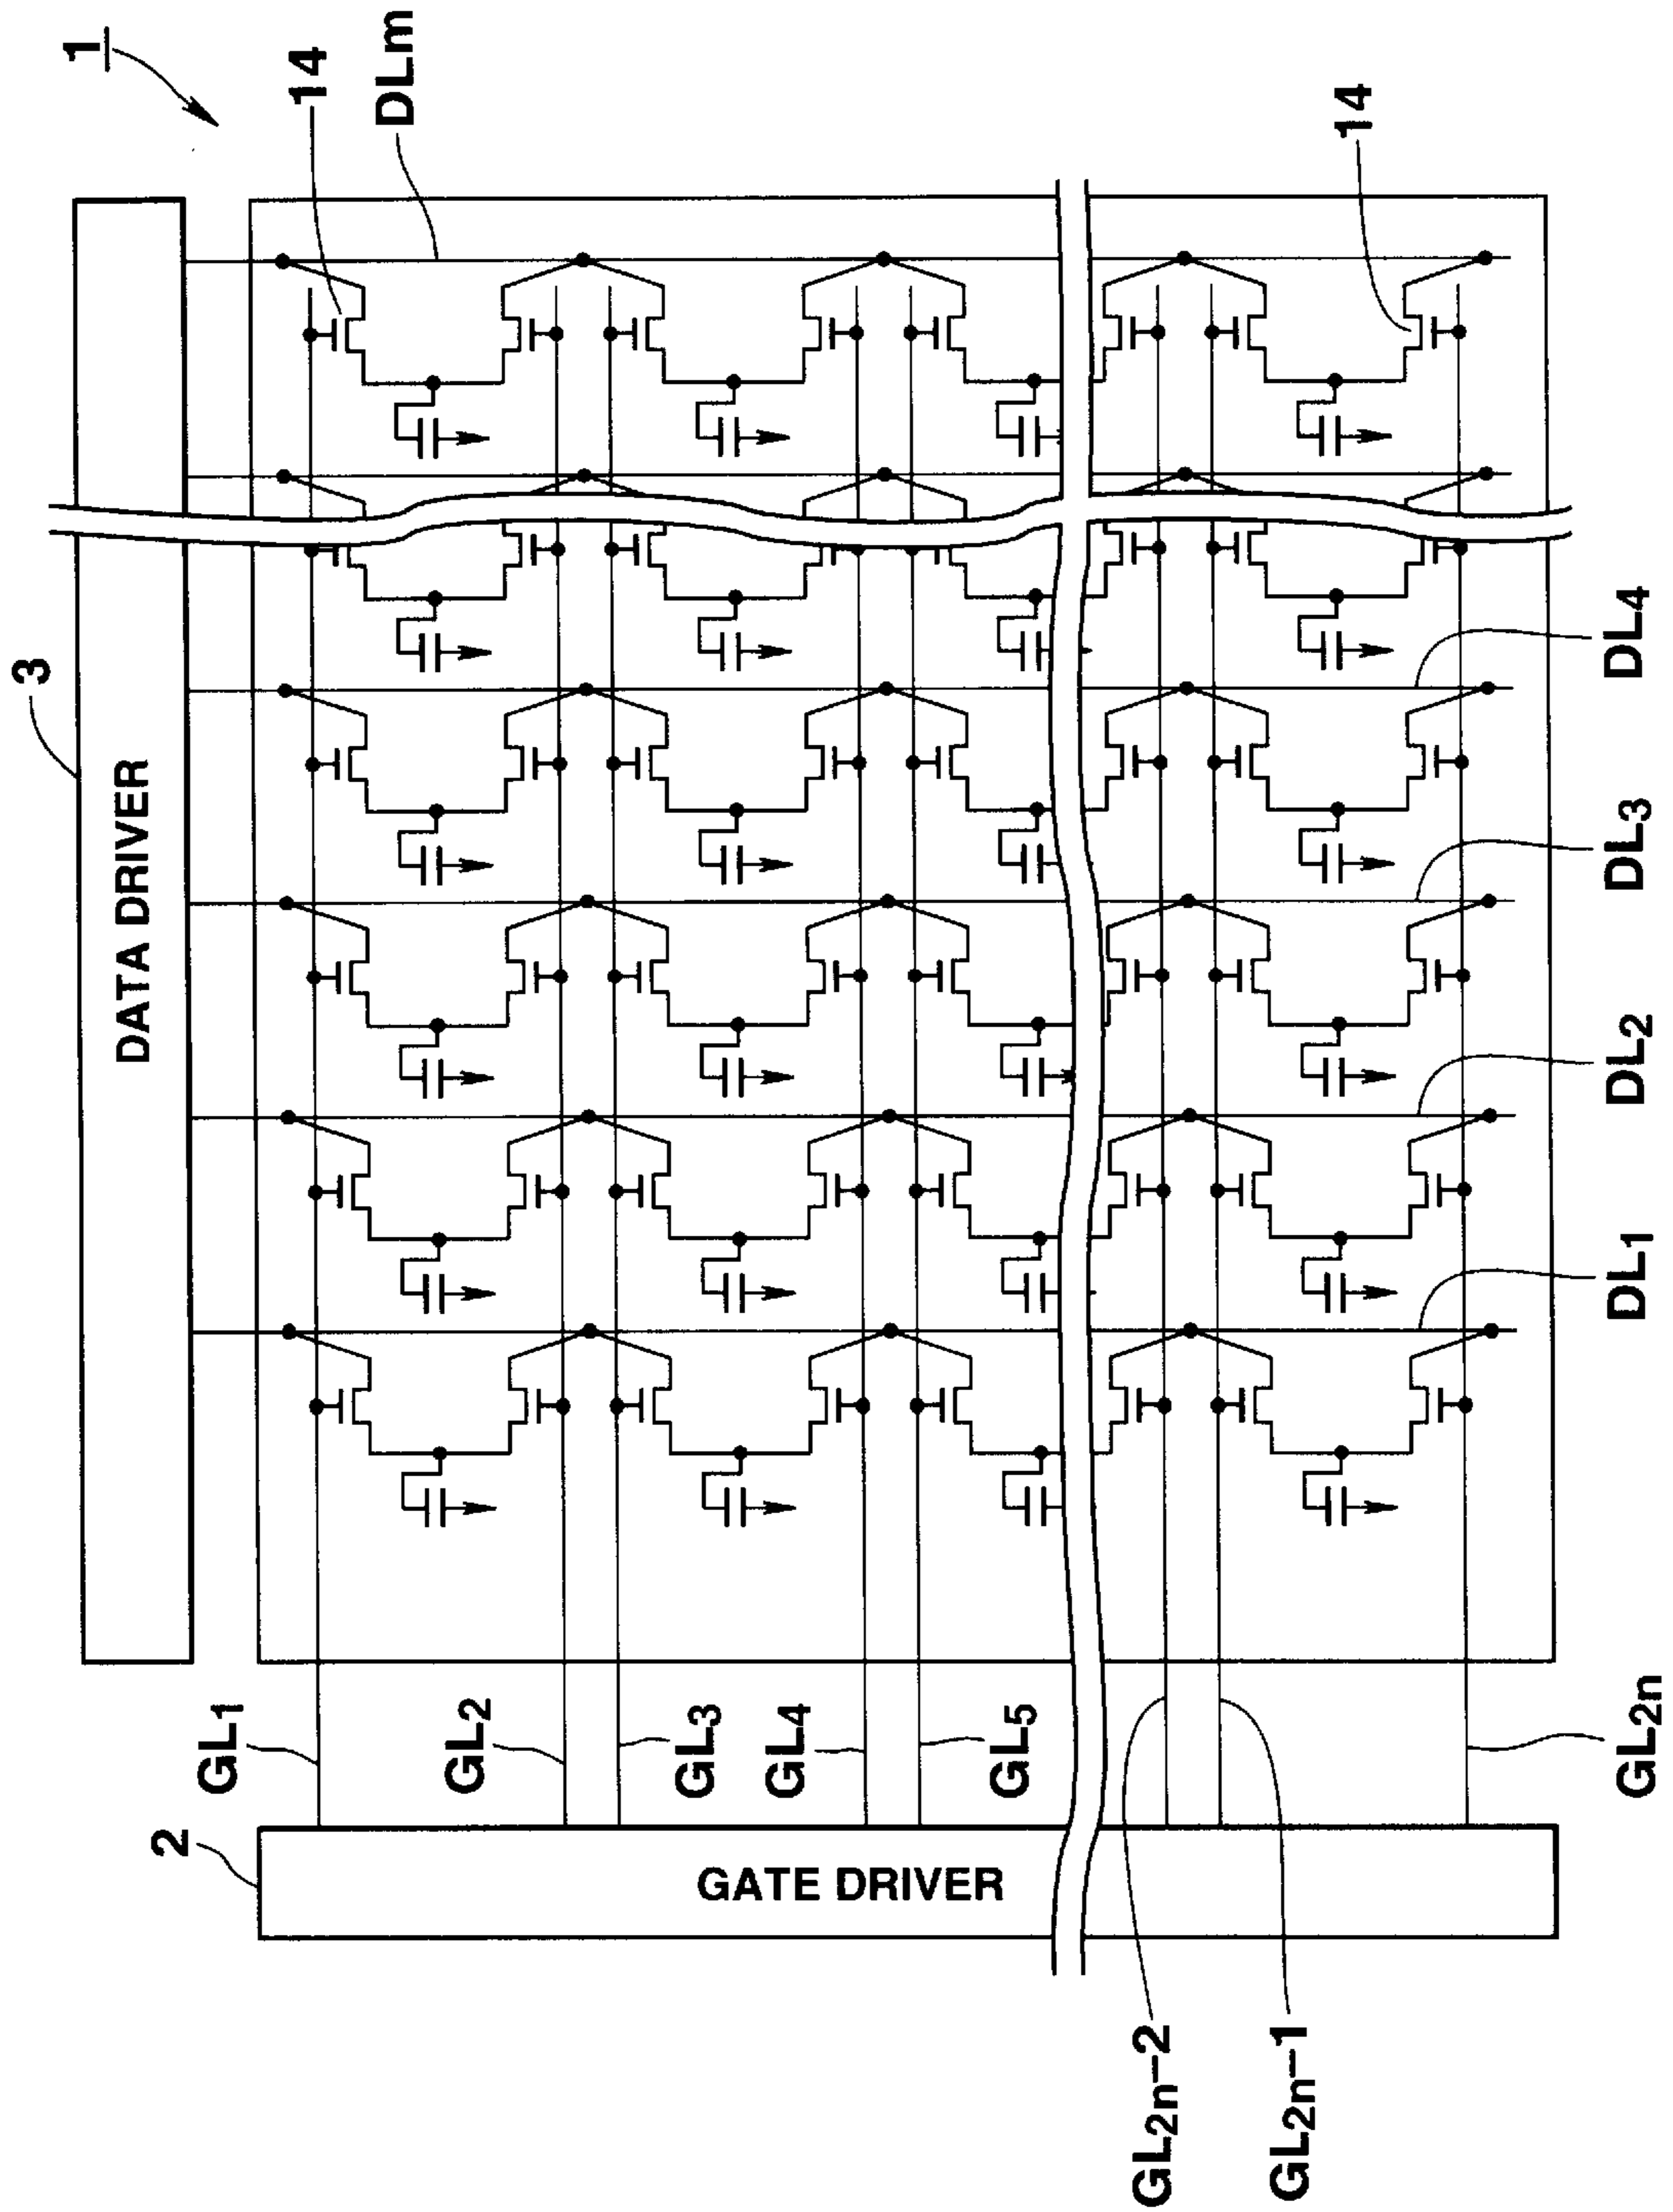 1
14
DLm
3
DATA DRIVER
14
DL4
DL3
DL2
DL1
GL1
GL2
GL3
GL4
GL5
GL2n
2
GATE DRIVER
GL2n-2
GL2n-1